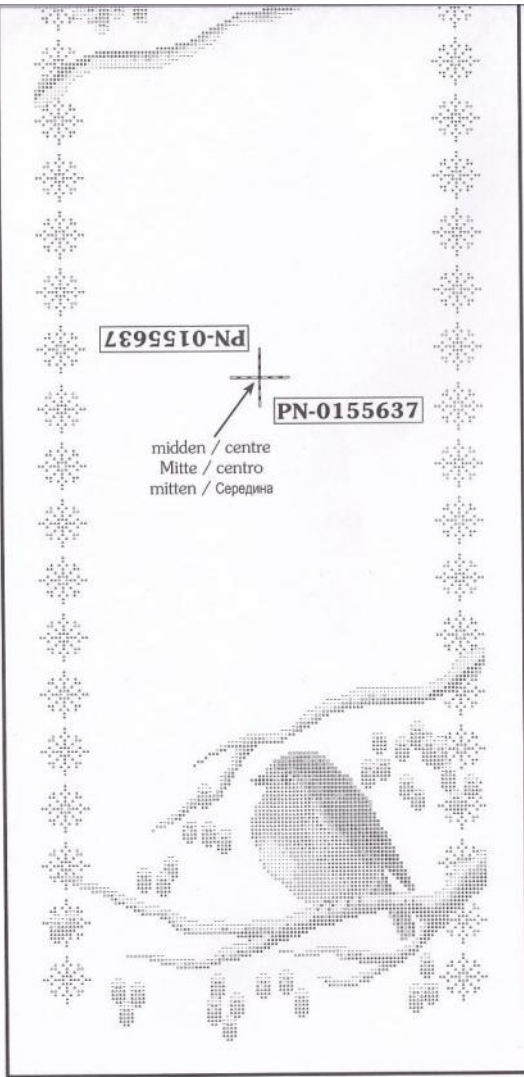 PN-0155637
PN-0155637
midden / centre
Mitte / centro
mitten / Середина